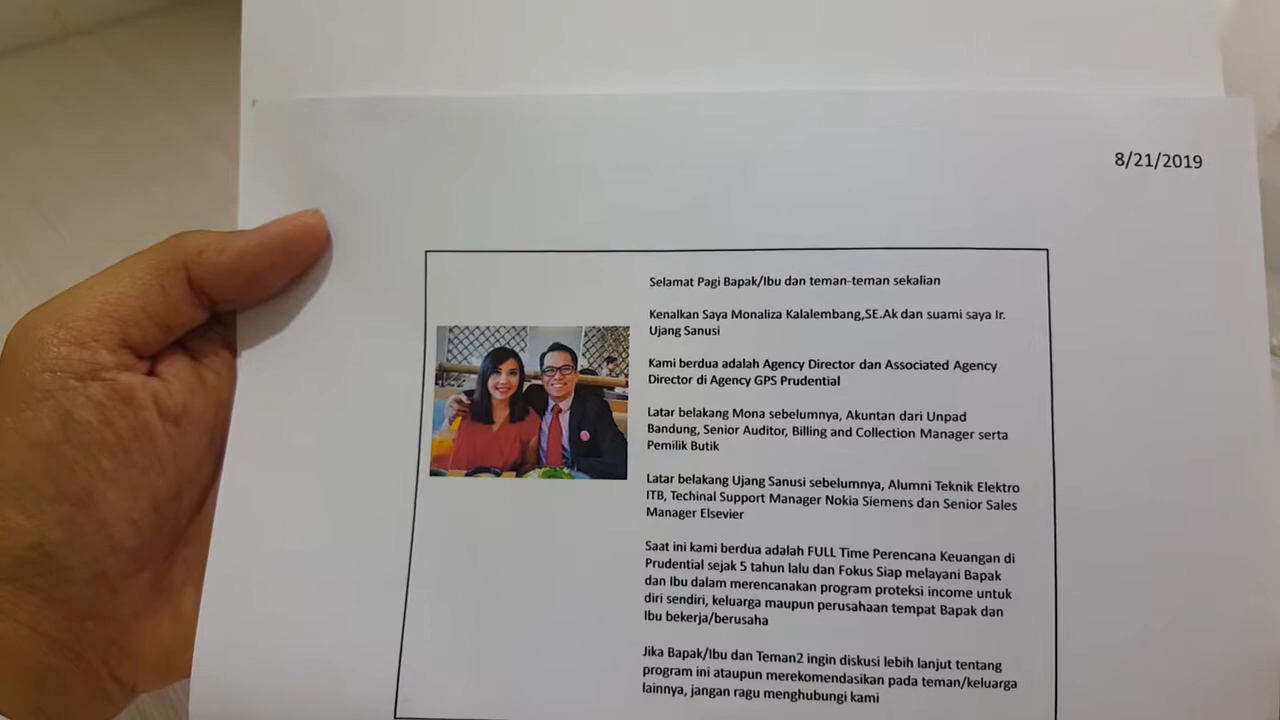 8/21/2019
Selamat Pagi Bapak/Ibu dan teman-teman sekalian
Kenalkan Saya Monaliza Kalalembang,SE.Ak dan suami saya Ir.
Ujang Sanusi
Kami berdua adalah Agency Director dan Associated Agency
Director di Agency GPS Prudential
Latar belakang Mona sebelumnya, Akuntan dari Unpad
Bandung, Senior Auditor, Billing and Collection Manager serta
Pemilik Butik
Latar belakang Ujang Sanusi sebelumnya, Alumni Teknik Elektro
ITB, Techinal Support Manager Nokia Siemens dan Senior Sales
Manager Elsevier
Saat ini kami berdua adalah FULL Time Perencana Keuangan di
Prudential sejak 5 tahun lalu dan Fokus Siap melayani Bapak
dan Ibu dalam merencanakan program proteksi income untuk
diri sendiri, keluarga maupun perusahaan tempat Bapak dan
Ibu bekerja/berusaha
Jika Bapak/Ibu dan Teman2 ingin diskusi lebih lanjut tentang
program ini ataupun merekomendasikan pada teman/keluarga
lainnya, jangan ragu menghubungi kami